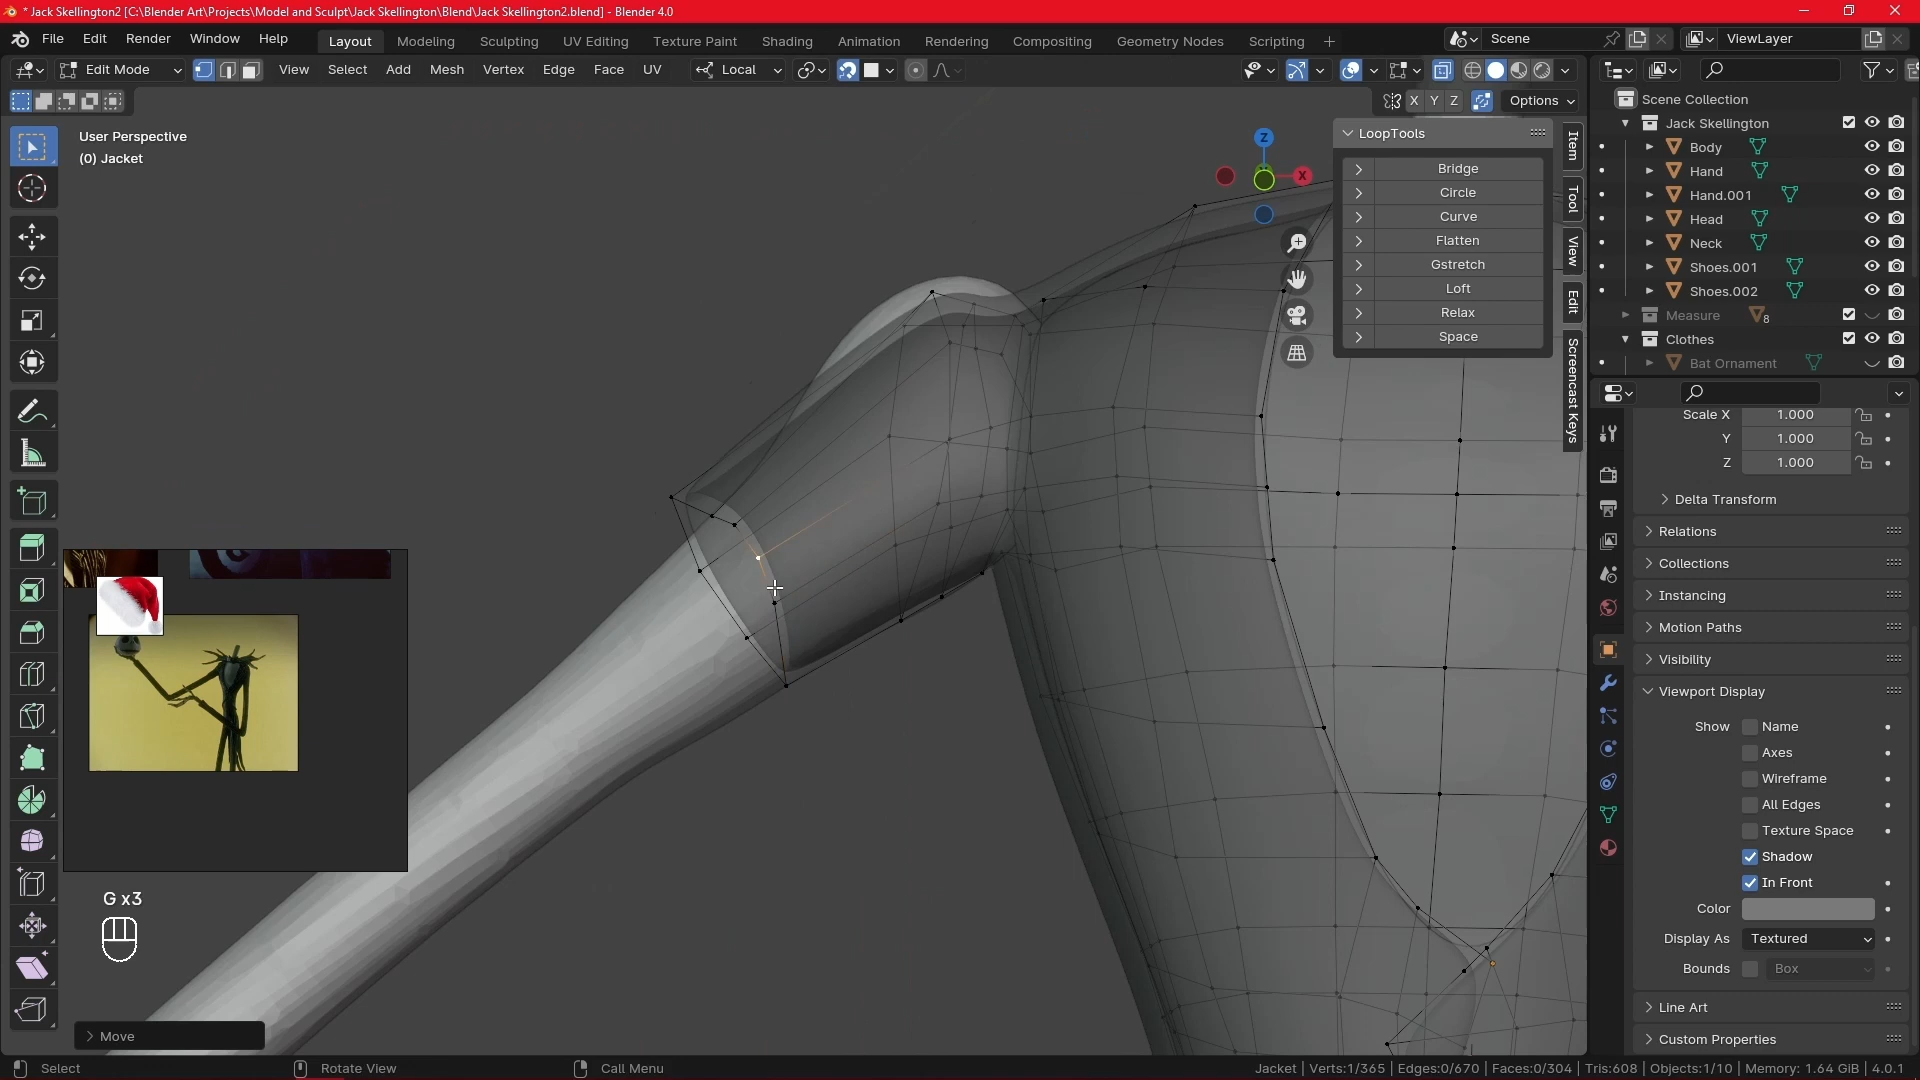 * Jack Skellington2 [C:\Blender Art\Projects\Model and Sculpt\Jack Skellington\Blend\Jack Skellington2.blend] - Blender 4.0
File Edit Render Window Help Layout Modeling Sculpting UV Editing Texture Paint Shading Animation Rendering Compositing Geometry Nodes Scripting + Scene ViewLayer
Edit Mode View Select Add Mesh Vertex Edge Face UV Local
X Y Z Options
User Perspective
(0) Jacket
Z
X
LoopTools
Bridge
Circle
Curve
Flatten
Gstretch
Loft
Relax
Space
Item
Tool
View
Edit
Screencast Keys
Scene Collection
Jack Skellington
Body
Hand
Hand.001
Head
Neck
Shoes.001
Shoes.002
Measure 8
Clothes
Bat Ornament
Scale X 1.000
Y 1.000
Z 1.000
Delta Transform
Relations
Collections
Instancing
Motion Paths
Visibility
Viewport Display
Show Name
Axes
Wireframe
All Edges
Texture Space
Shadow
In Front
Color
Display As Textured
Bounds Box
Line Art
Custom Properties
G x3
Move
Select Rotate View Call Menu Jacket | Verts:1/365 | Edges:0/670 | Faces:0/304 | Tris:608 | Objects:1/10 | Memory: 1.64 GiB | 4.0.1